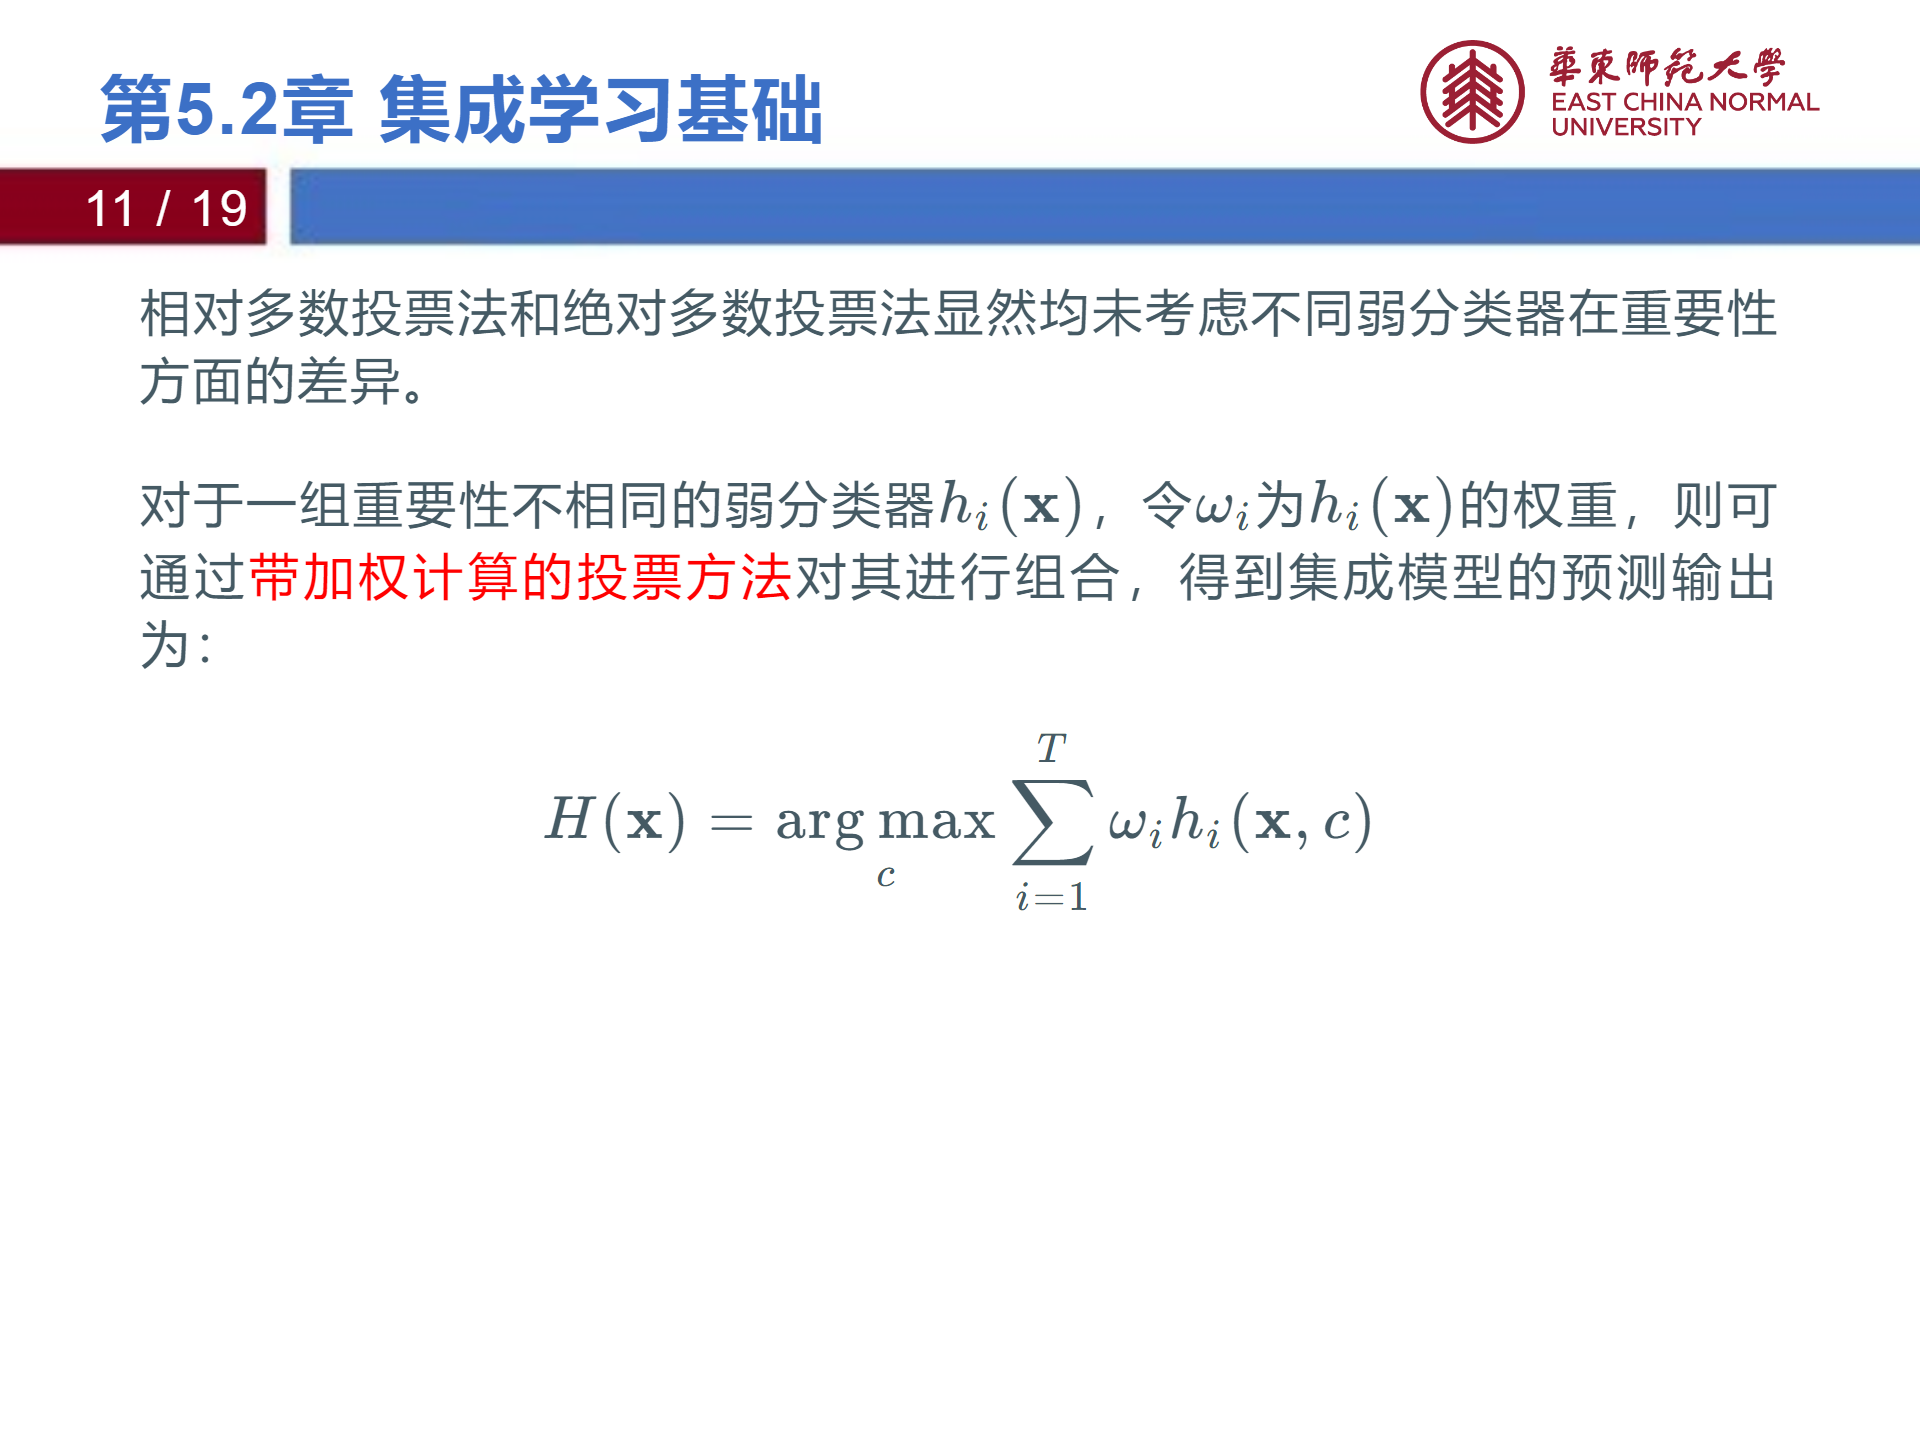 第5.2章 集成学习基础
華東师范大學
EAST CHINA NORMAL
UNIVERSITY
11 / 19
相对多数投票法和绝对多数投票法显然均未考虑不同弱分类器在重要性
方面的差异。
对于一组重要性不相同的弱分类器h_i(x)，令ω_i为h_i(x)的权重，则可
通过带加权计算的投票方法对其进行组合，得到集成模型的预测输出
为：
H(x) = arg max_c ∑_{i=1}^{T} ω_i h_i(x, c)